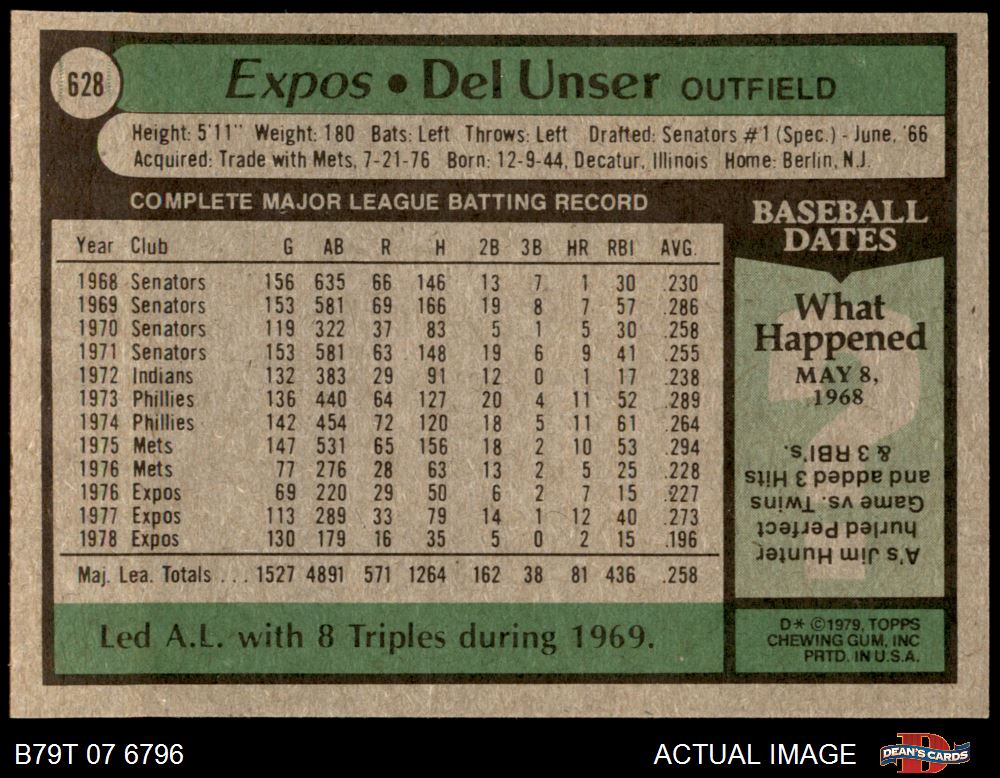 628
Expos • Del Unser OUTFIELD
Height: 5'11" Weight: 180 Bats: Left Throws: Left Drafted: Senators #1 (Spec.) - June, '66
Acquired: Trade with Mets, 7-21-76 Born: 12-9-44, Decatur, Illinois Home: Berlin, N.J.
COMPLETE MAJOR LEAGUE BATTING RECORD
Year Club G AB R H 2B 3B HR RBI AVG.
1968 Senators 156 635 66 146 13 7 1 30 .230
1969 Senators 153 581 69 166 19 8 7 57 .286
1970 Senators 119 322 37 83 5 1 5 30 .258
1971 Senators 153 581 63 148 19 6 9 41 .255
1972 Indians 132 383 29 91 12 0 1 17 .238
1973 Phillies 136 440 64 127 20 4 11 52 .289
1974 Phillies 142 454 72 120 18 5 11 61 .264
1975 Mets 147 531 65 156 18 2 10 53 .294
1976 Mets 77 276 28 63 13 2 5 25 .228
1976 Expos 69 220 29 50 6 2 7 15 .227
1977 Expos 113 289 33 79 14 1 12 40 .273
1978 Expos 130 179 16 35 5 0 2 15 .196
Maj. Lea. Totals ... 1527 4891 571 1264 162 38 81 436 .258
Led A.L. with 8 Triples during 1969.
BASEBALL
DATES
What
Happened
MAY 8,
1968
A's Jim Hunter
hurled Perfect
Game vs. Twins
and added 3 Hits
& 3 RBI's.
D* ©1979, TOPPS
CHEWING GUM, INC
PRTD. IN U.S.A.
B79T 07 6796
ACTUAL IMAGE
DEAN'S CARDS